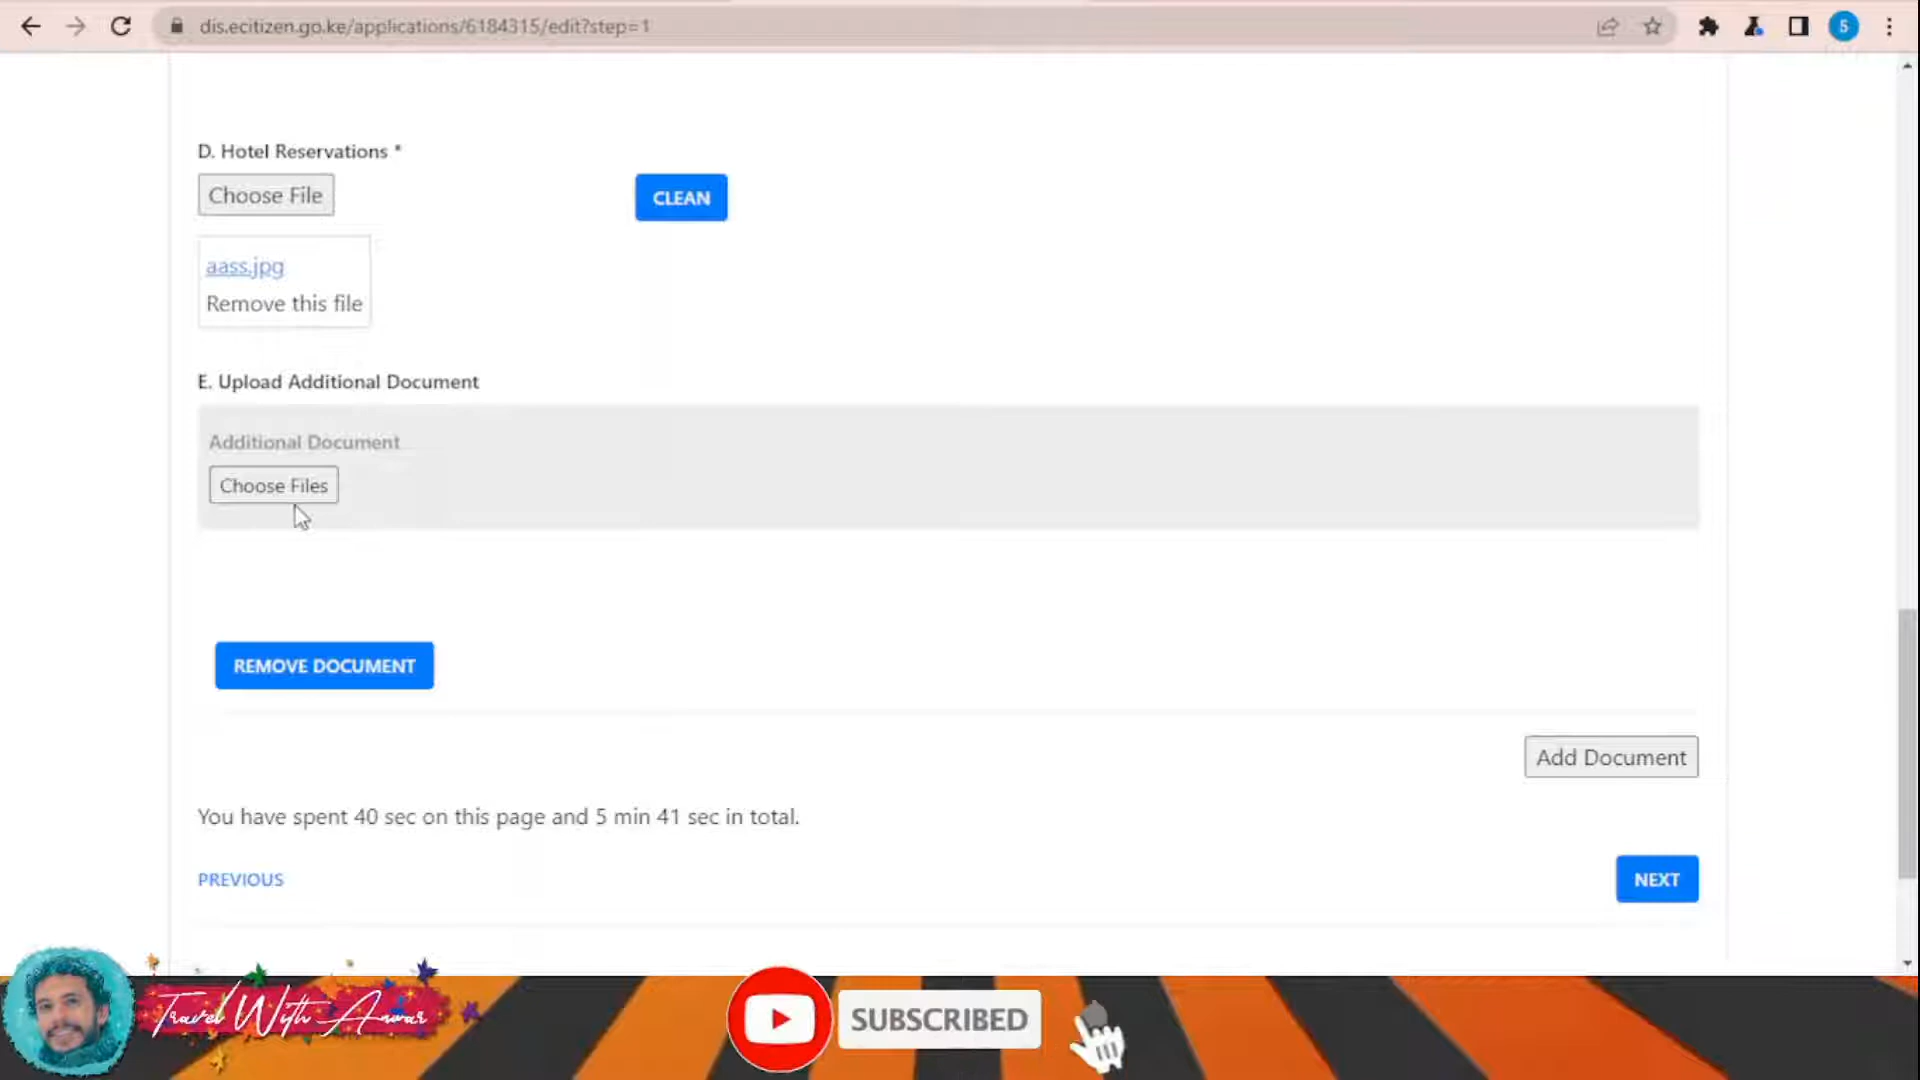 dis.ecitizen.go.ke/applications/6184315/edit?step=1
5
D. Hotel Reservations *
Choose File
CLEAN
aass.jpg
Remove this file
E. Upload Additional Document
Additional Document
Choose Files
REMOVE DOCUMENT
Add Document
You have spent 40 sec on this page and 5 min 41 sec in total.
PREVIOUS
NEXT
Travel With Anwar
SUBSCRIBED